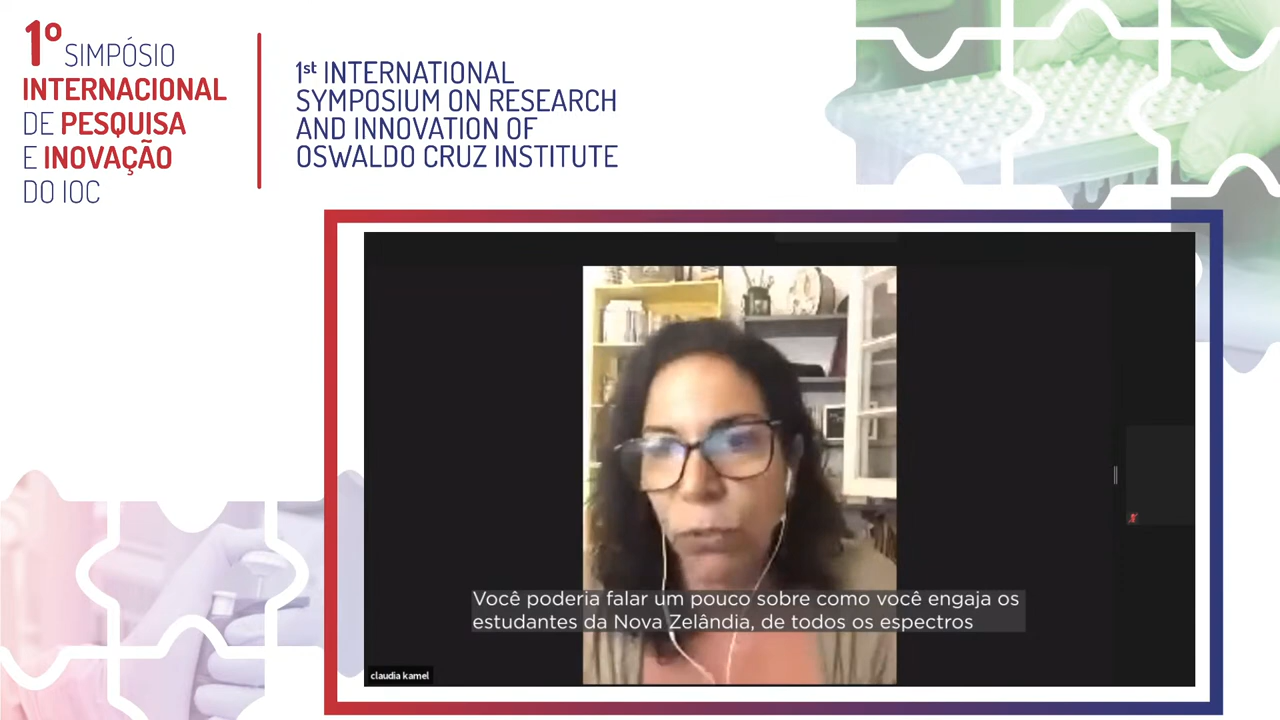 1º SIMPÓSIO
INTERNACIONAL
DE PESQUISA
E INOVAÇÃO
DO IOC
1st INTERNATIONAL
SYMPOSIUM ON RESEARCH
AND INNOVATION OF
OSWALDO CRUZ INSTITUTE
Você poderia falar um pouco sobre como você engaja os
estudantes da Nova Zelândia, de todos os espectros
claudia kamel